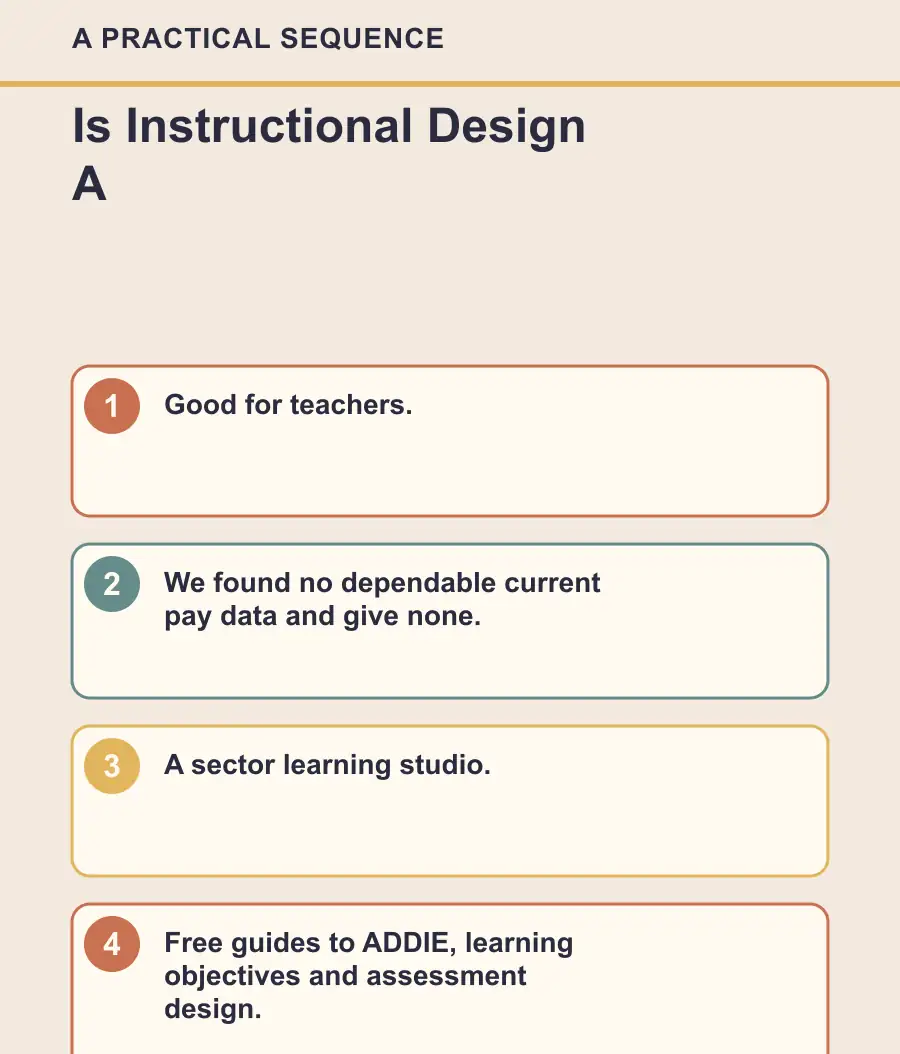 A PRACTICAL SEQUENCE
Is Instructional Design
A
1
Good for teachers.
2
We found no dependable current
pay data and give none.
3
A sector learning studio.
4
Free guides to ADDIE, learning
objectives and assessment
design.